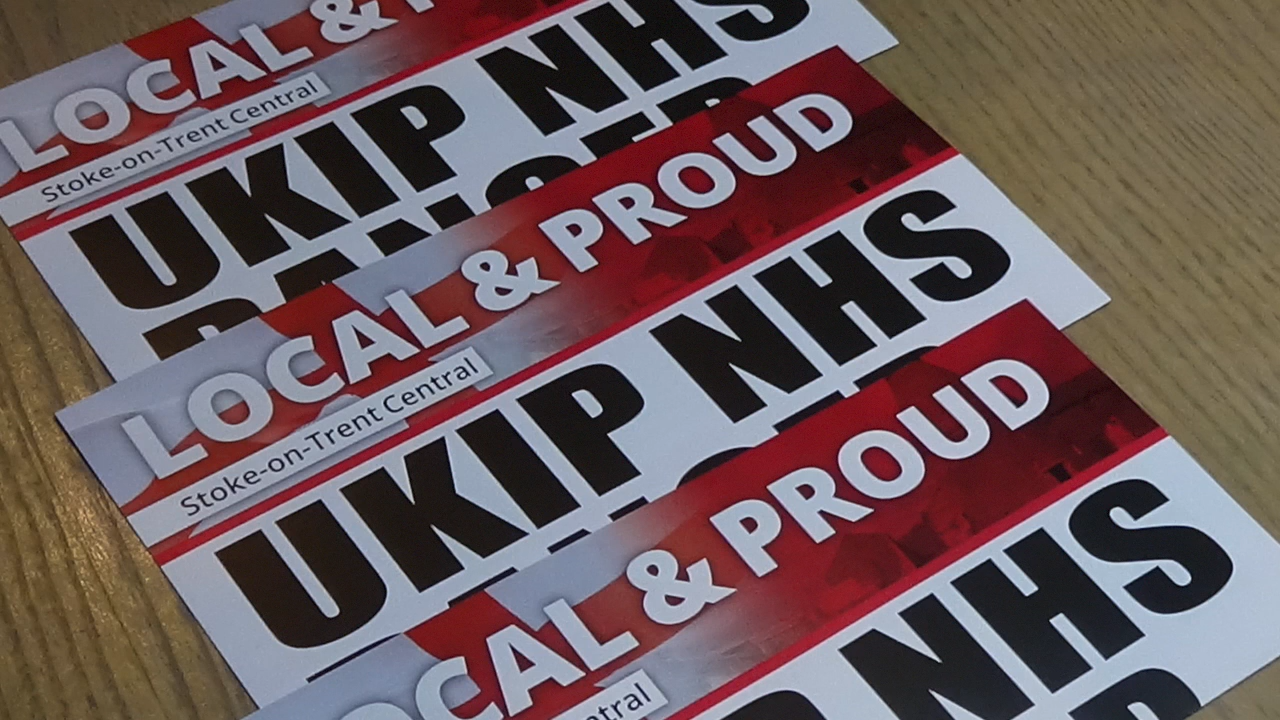 LOCAL &
Stoke-on-Trent Central
UKIP NHS
LOCAL & PROUD
Stoke-on-Trent Central
UKIP NHS
LOCAL & PROUD
NHS